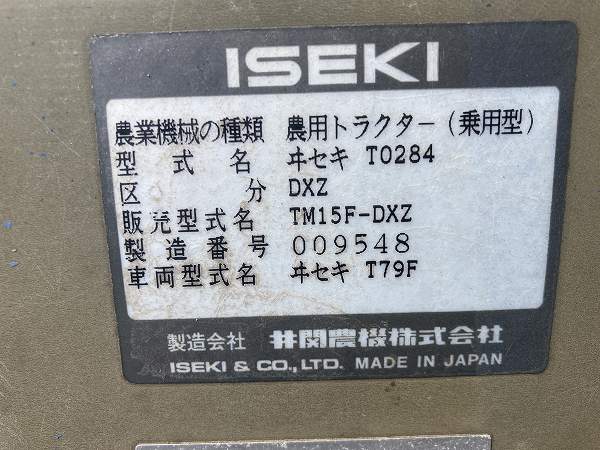 ISEKI
農業機械の種類 農用トラクター(乗用型)
型式名 ヰセキ T0284
区分 DXZ
販売型式名 TM15F-DXZ
製造番号 009548
車両型式名 ヰセキ T79F
製造会社 井関農機株式会社
ISEKI & CO., LTD. MADE IN JAPAN